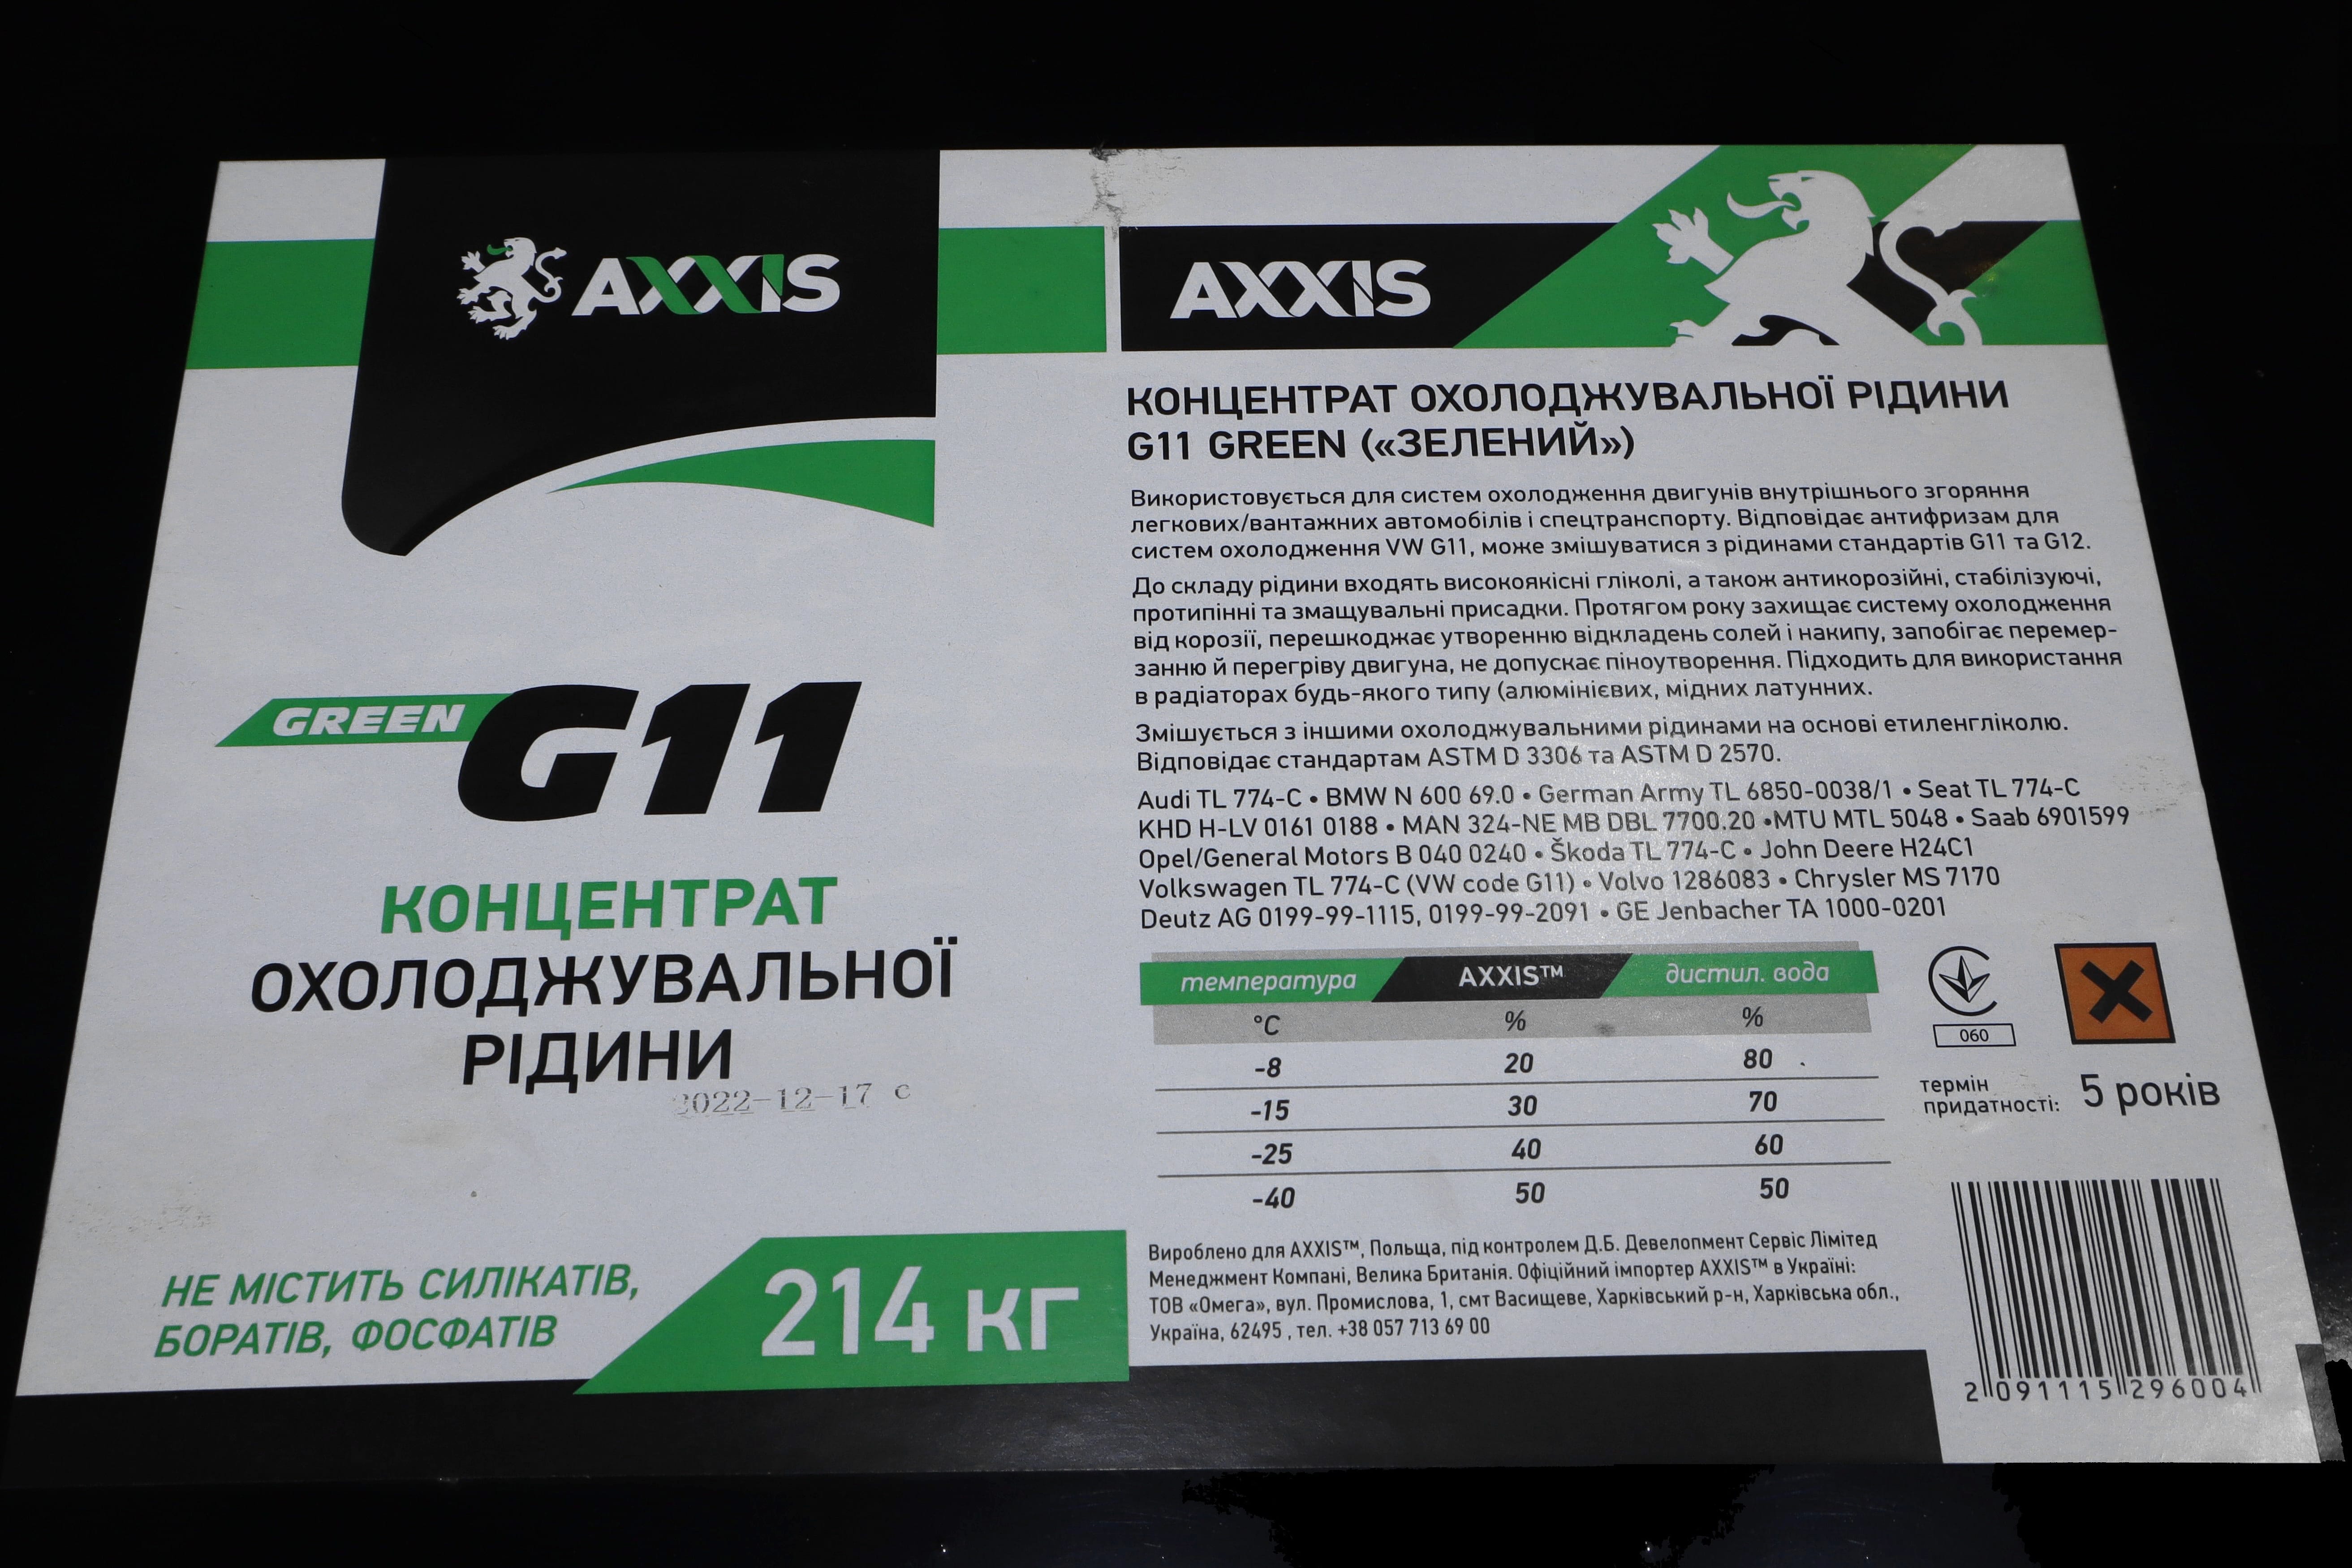 AXXIS
GREEN G11
КОНЦЕНТРАТ
ОХОЛОДЖУВАЛЬНОЇ
РІДИНИ
2022-12-17 c
НЕ МІСТИТЬ СИЛІКАТІВ,
БОРАТІВ, ФОСФАТІВ
214 КГ
AXXIS
КОНЦЕНТРАТ ОХОЛОДЖУВАЛЬНОЇ РІДИНИ
G11 GREEN («ЗЕЛЕНИЙ»)
Використовується для систем охолодження двигунів внутрішнього згоряння
легкових/вантажних автомобілів і спецтранспорту. Відповідає антифризам для
систем охолодження VW G11, може змішуватися з рідинами стандартів G11 та G12.
До складу рідини входять високоякісні гліколі, а також антикорозійні, стабілізуючі,
протипінні та змащувальні присадки. Протягом року захищає систему охолодження
від корозії, перешкоджає утворенню відкладень солей і накипу, запобігає перемер-
занню й перегріву двигуна, не допускає піноутворення. Підходить для використання
в радіаторах будь-якого типу (алюмінієвих, мідних латунних.
Змішується з іншими охолоджувальними рідинами на основі етиленгліколю.
Відповідає стандартам ASTM D 3306 та ASTM D 2570.
Audi TL 774-C • BMW N 600 69.0 • German Army TL 6850-0038/1 • Seat TL 774-C
KHD H-LV 0161 0188 • MAN 324-NE MB DBL 7700.20 •MTU MTL 5048 • Saab 6901599
Opel/General Motors B 040 0240 • Škoda TL 774-C • John Deere H24C1
Volkswagen TL 774-C (VW code G11) • Volvo 1286083 • Chrysler MS 7170
Deutz AG 0199-99-1115, 0199-99-2091 • GE Jenbacher TA 1000-0201
температура AXXIS™ дистил. вода
°C % %
-8 20 80
-15 30 70
-25 40 60
-40 50 50
060
термін
придатності: 5 років
Вироблено для AXXIS™, Польща, під контролем Д.Б. Девелопмент Сервіс Лімітед
Менеджмент Компані, Велика Британія. Офіційний імпортер AXXIS™ в Україні:
ТОВ «Омега», вул. Промислова, 1, смт Васищеве, Харківський р-н, Харківська обл.,
Україна, 62495 , тел. +38 057 713 69 00
2 091115 296004